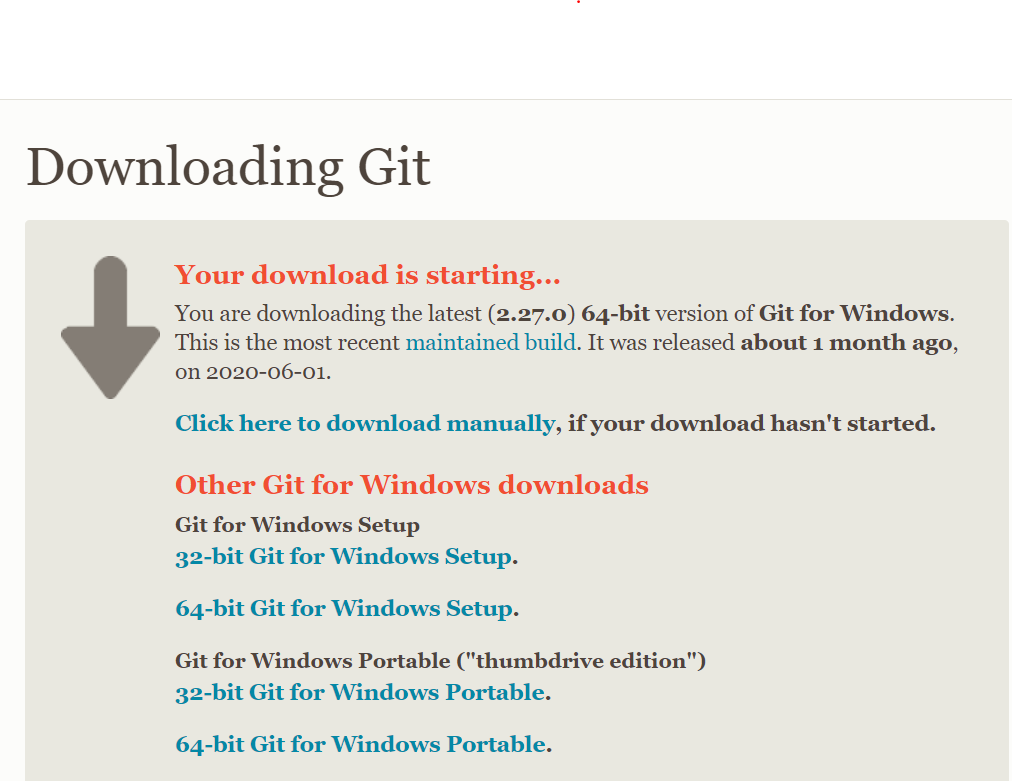 Downloading Git
Your download is starting...
You are downloading the latest (2.27.0) 64-bit version of Git for Windows.
This is the most recent maintained build. It was released about 1 month ago,
on 2020-06-01.
Click here to download manually, if your download hasn't started.
Other Git for Windows downloads
Git for Windows Setup
32-bit Git for Windows Setup.
64-bit Git for Windows Setup.
Git for Windows Portable ("thumbdrive edition")
32-bit Git for Windows Portable.
64-bit Git for Windows Portable.